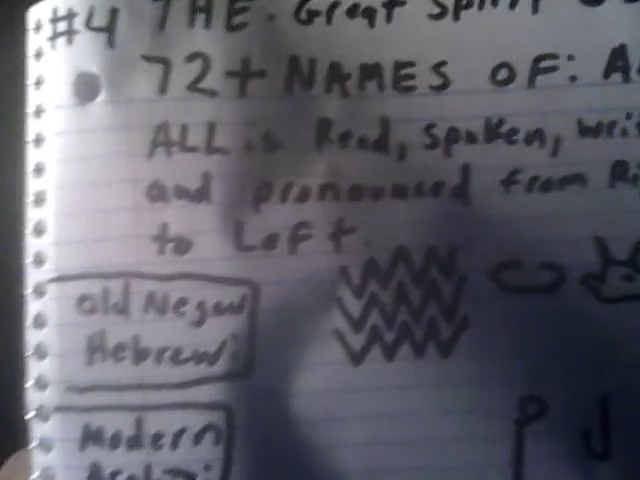 #4 THE. Great Spirit
72+ NAMES OF:
ALL is Read, spoken,
and pronounced from
to LeFt.
Old Negaw
Hebrew:
Modern